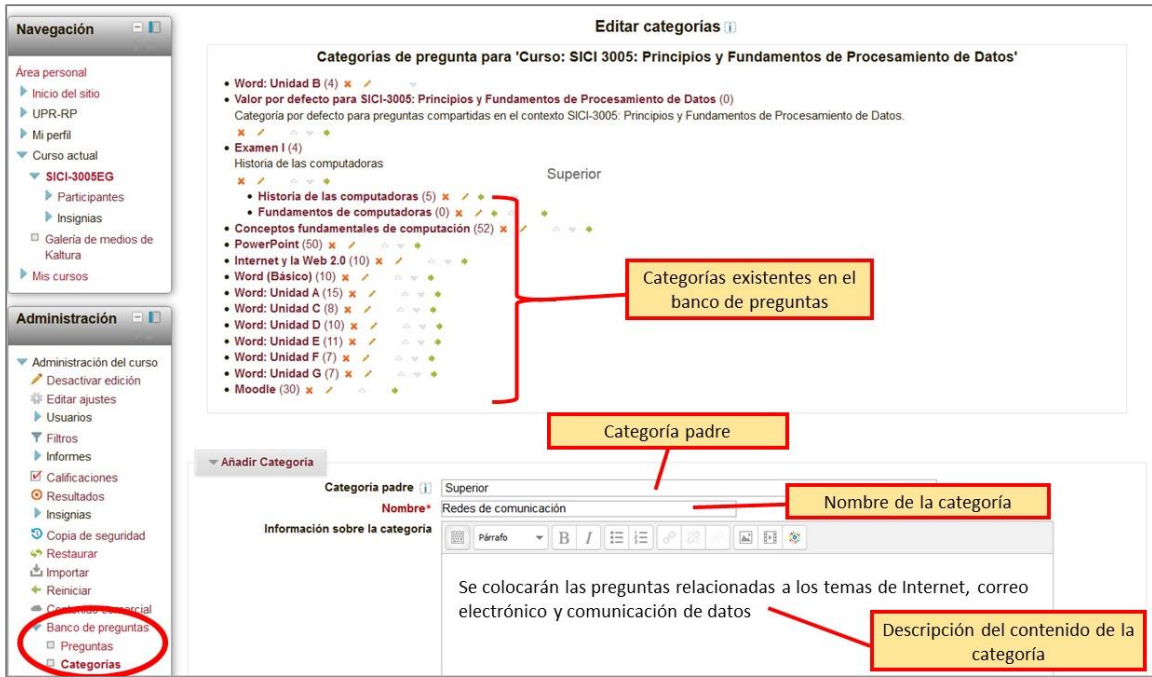 Navegación
Área personal
Inicio del sitio
UPR-RP
Mi perfil
Curso actual
SICI-3005EG
Participantes
Insignias
Galería de medios de
Kaltura
Mis cursos
Administración
Administración del curso
Desactivar edición
Editar ajustes
Usuarios
Filtros
Informes
Calificaciones
Resultados
Insignias
Copia de seguridad
Restaurar
Importar
Reiniciar
Contenido comercial
Banco de preguntas
Preguntas
Categorías
Editar categorías
Categorías de pregunta para 'Curso: SICI 3005: Principios y Fundamentos de Procesamiento de Datos'
Word: Unidad B (4)
Valor por defecto para SICI-3005: Principios y Fundamentos de Procesamiento de Datos (0)
Categoría por defecto para preguntas compartidas en el contexto SICI-3005: Principios y Fundamentos de Procesamiento de Datos.
Examen I (4)
Historia de las computadoras
Superior
Historia de las computadoras (5)
Fundamentos de computadoras (0)
Conceptos fundamentales de computación (52)
PowerPoint (50)
Internet y la Web 2.0 (10)
Word (Básico) (10)
Word: Unidad A (15)
Word: Unidad C (8)
Word: Unidad D (10)
Word: Unidad E (11)
Word: Unidad F (7)
Word: Unidad G (7)
Moodle (30)
Categorías existentes en el
banco de preguntas
Categoría padre
Añadir Categoría
Categoría padre Superior
Nombre* Redes de comunicación
Nombre de la categoría
Información sobre la categoría
Párrafo B I
Se colocarán las preguntas relacionadas a los temas de Internet, correo
electrónico y comunicación de datos
Descripción del contenido de la
categoría